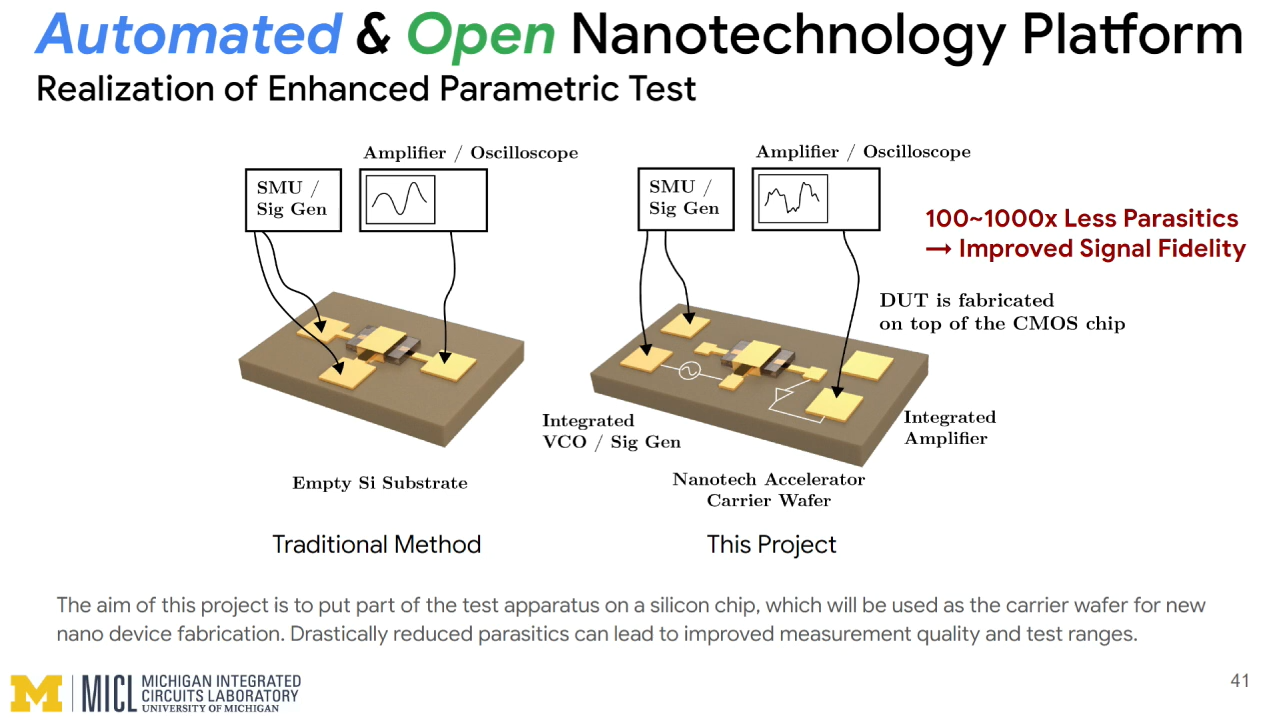 Automated & Open Nanotechnology Platform
Realization of Enhanced Parametric Test
Amplifier / Oscilloscope
SMU /
Sig Gen
Empty Si Substrate
Traditional Method
Amplifier / Oscilloscope
SMU /
Sig Gen
100~1000x Less Parasitics
→ Improved Signal Fidelity
DUT is fabricated
on top of the CMOS chip
Integrated
VCO / Sig Gen
Integrated
Amplifier
Nanotech Accelerator
Carrier Wafer
This Project
The aim of this project is to put part of the test apparatus on a silicon chip, which will be used as the carrier wafer for new
nano device fabrication. Drastically reduced parasitics can lead to improved measurement quality and test ranges.
M
MICL
MICHIGAN INTEGRATED
CIRCUITS LABORATORY
UNIVERSITY OF MICHIGAN
41